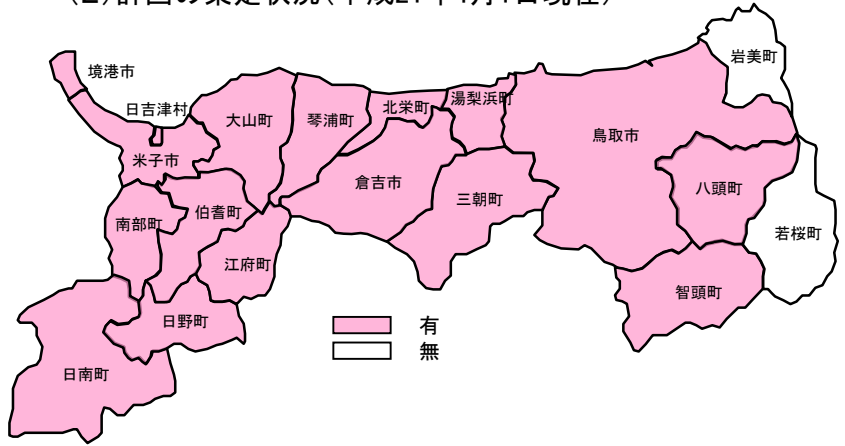 境港市
岩美町
日吉津村
大山町
琴浦町
北栄町
湯梨浜町
鳥取市
米子市
倉吉市
三朝町
八頭町
南部町
伯耆町
若桜町
江府町
智頭町
日野町
有
無
日南町